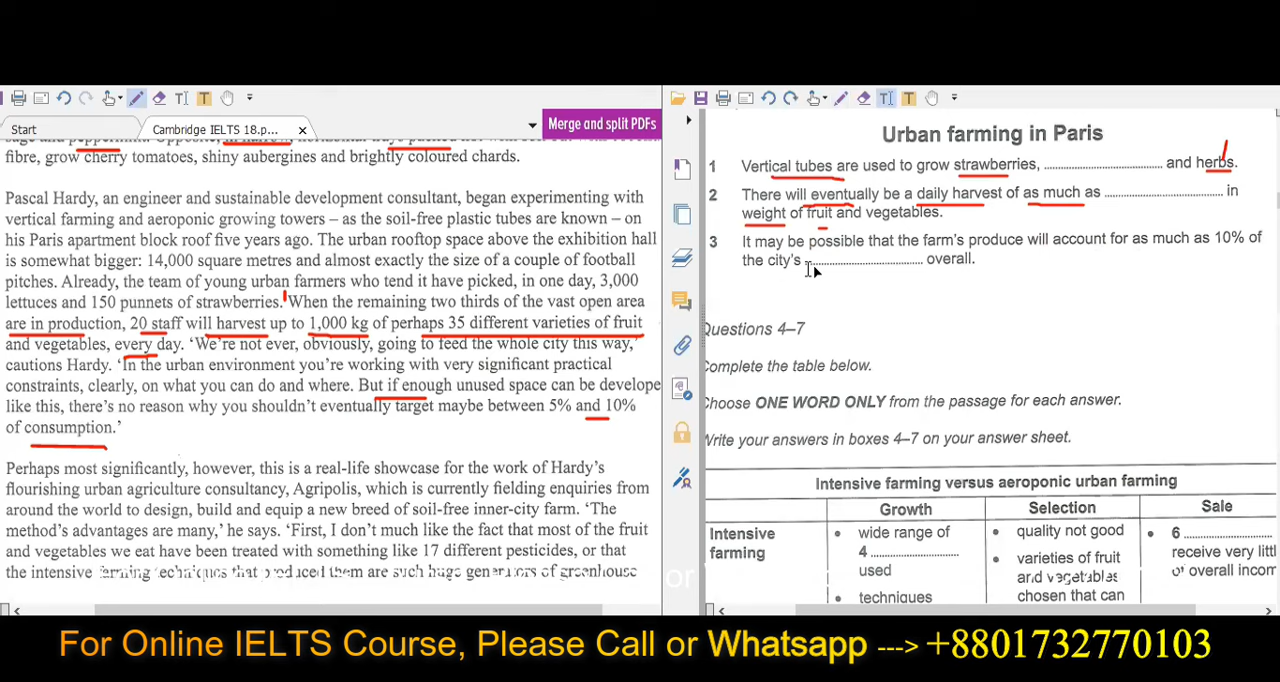 Start
Cambridge IELTS 18.p...
Merge and split PDFs
fibre, grow cherry tomatoes, shiny aubergines and brightly coloured chards.
Pascal Hardy, an engineer and sustainable development consultant, began experimenting with
vertical farming and aeroponic growing towers – as the soil-free plastic tubes are known – on
his Paris apartment block roof five years ago. The urban rooftop space above the exhibition hall
is somewhat bigger: 14,000 square metres and almost exactly the size of a couple of football
pitches. Already, the team of young urban farmers who tend it have picked, in one day, 3,000
lettuces and 150 punnets of strawberries. When the remaining two thirds of the vast open area
are in production, 20 staff will harvest up to 1,000 kg of perhaps 35 different varieties of fruit
and vegetables, every day. ‘We’re not ever, obviously, going to feed the whole city this way,’
cautions Hardy. ‘In the urban environment you’re working with very significant practical
constraints, clearly, on what you can do and where. But if enough unused space can be develope
like this, there’s no reason why you shouldn’t eventually target maybe between 5% and 10%
of consumption.’
Perhaps most significantly, however, this is a real-life showcase for the work of Hardy’s
flourishing urban agriculture consultancy, Agripolis, which is currently fielding enquiries from
around the world to design, build and equip a new breed of soil-free inner-city farm. ‘The
method’s advantages are many,’ he says. ‘First, I don’t much like the fact that most of the fruit
and vegetables we eat have been treated with something like 17 different pesticides, or that
the intensive farming techniques that produced them are such huge generators of greenhouse
Urban farming in Paris
1 Vertical tubes are used to grow strawberries, .............................. and herbs.
2 There will eventually be a daily harvest of as much as .............................. in
weight of fruit and vegetables.
3 It may be possible that the farm’s produce will account for as much as 10% of
the city’s .............................. overall.
Questions 4–7
Complete the table below.
Choose ONE WORD ONLY from the passage for each answer.
Write your answers in boxes 4–7 on your answer sheet.
Intensive farming versus aeroponic urban farming
Growth Selection Sale
Intensive
farming
• wide range of
4 ......................
used
• techniques
• quality not good
• varieties of fruit
and vegetables
chosen that can
• 6 ......................
receive very littl
of overall incom
For Online IELTS Course, Please Call or Whatsapp ---> +8801732770103